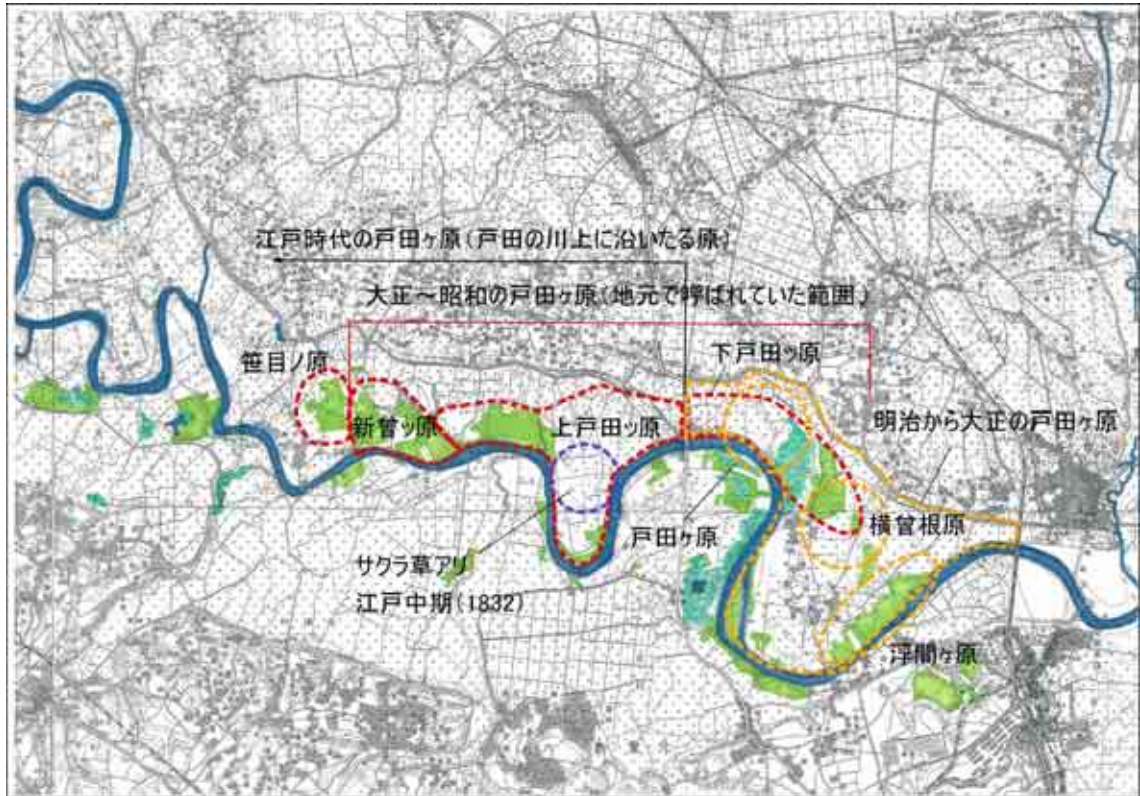 江戸時代の戸田ヶ原(戸田の川上に沿いたる原)
大正～昭和の戸田ヶ原(地元で呼ばれていた範囲)
笹目ノ原
下戸田ッ原
新曽ッ原
上戸田ッ原
明治から大正の戸田ヶ原
戸田ヶ原
横曽根原
サクラ草アリ
江戸中期(1832)
浮間ヶ原